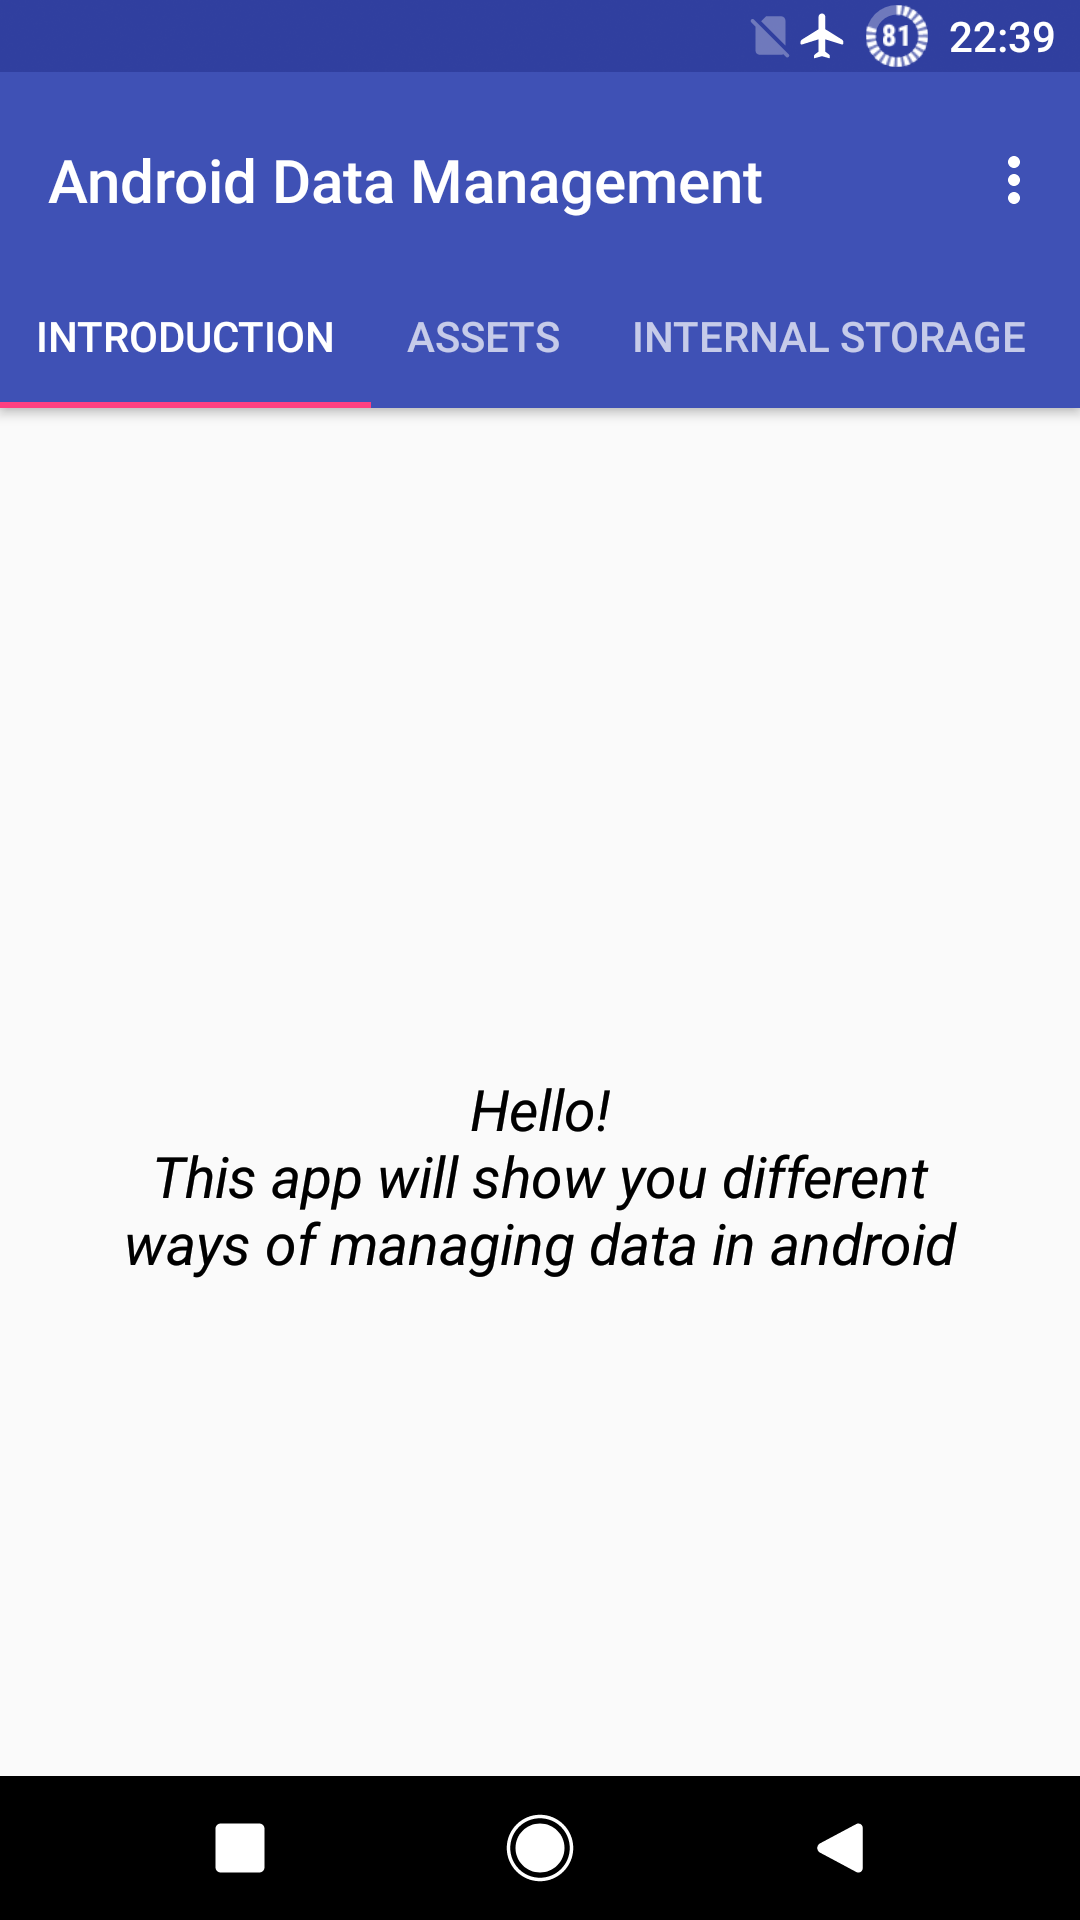 81 22:39
Android Data Management
INTRODUCTION ASSETS INTERNAL STORAGE
Hello!
This app will show you different
ways of managing data in android